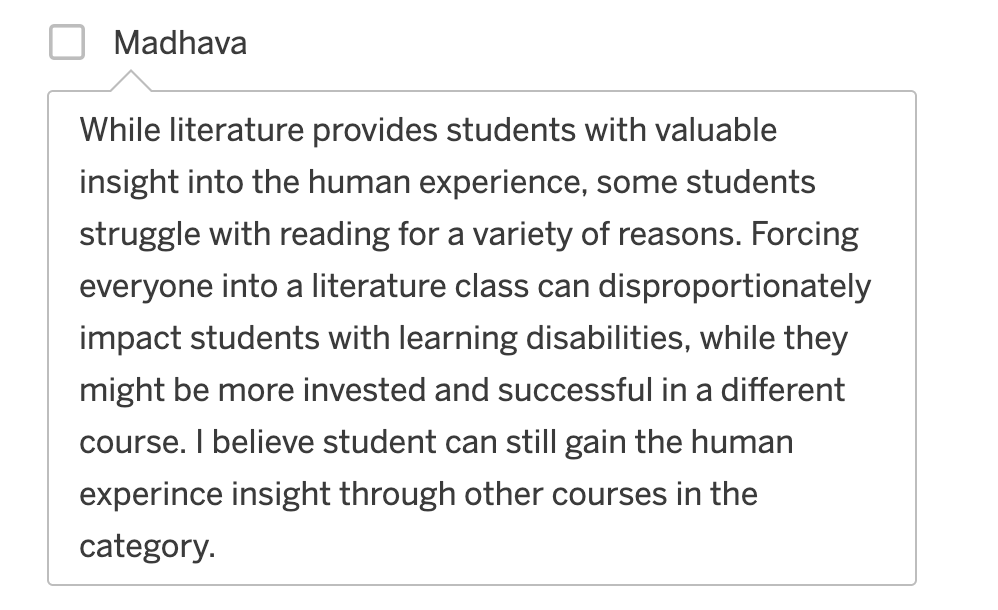 Madhava
While literature provides students with valuable
insight into the human experience, some students
struggle with reading for a variety of reasons. Forcing
everyone into a literature class can disproportionately
impact students with learning disabilities, while they
might be more invested and successful in a different
course. I believe student can still gain the human
experince insight through other courses in the
category.